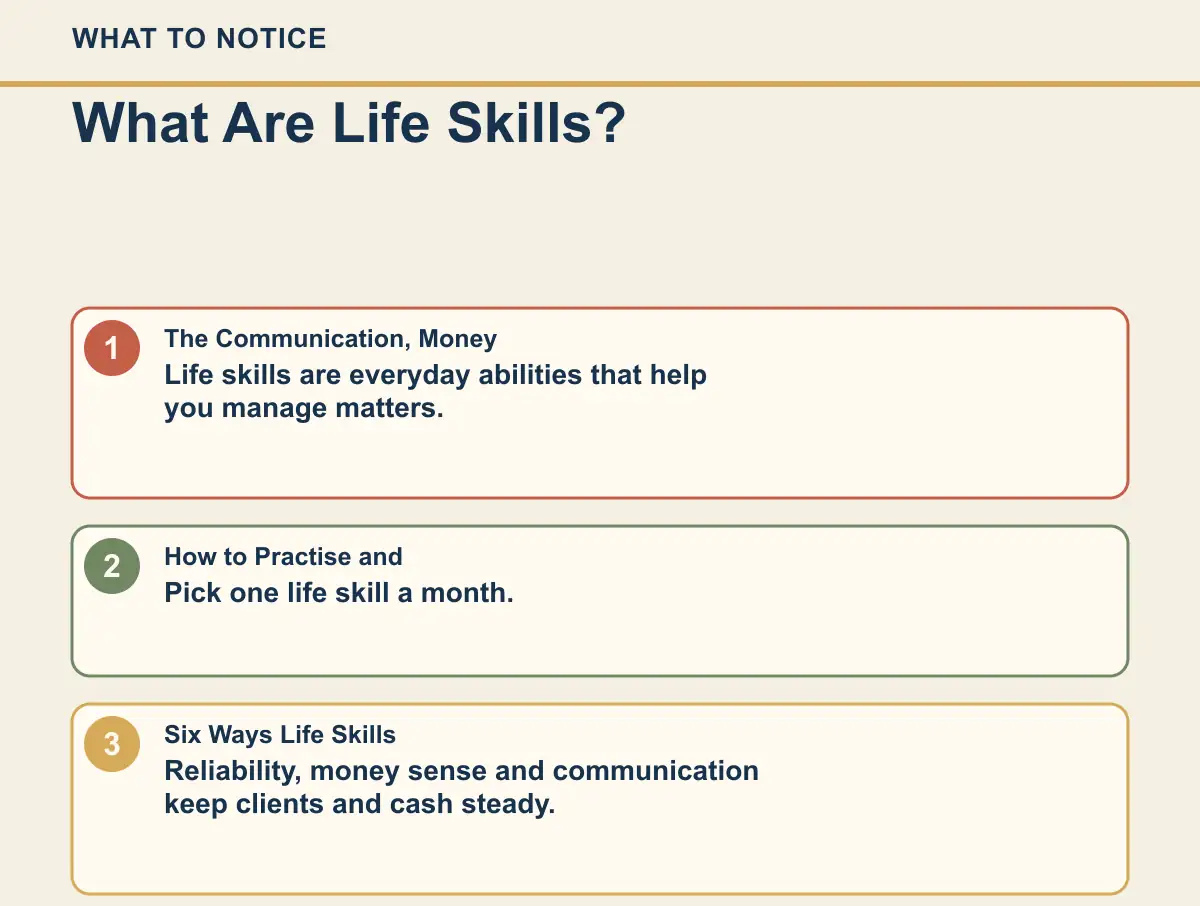 WHAT TO NOTICE
What Are Life Skills?
1
The Communication, Money
Life skills are everyday abilities that help
you manage matters.
2
How to Practise and
Pick one life skill a month.
3
Six Ways Life Skills
Reliability, money sense and communication
keep clients and cash steady.